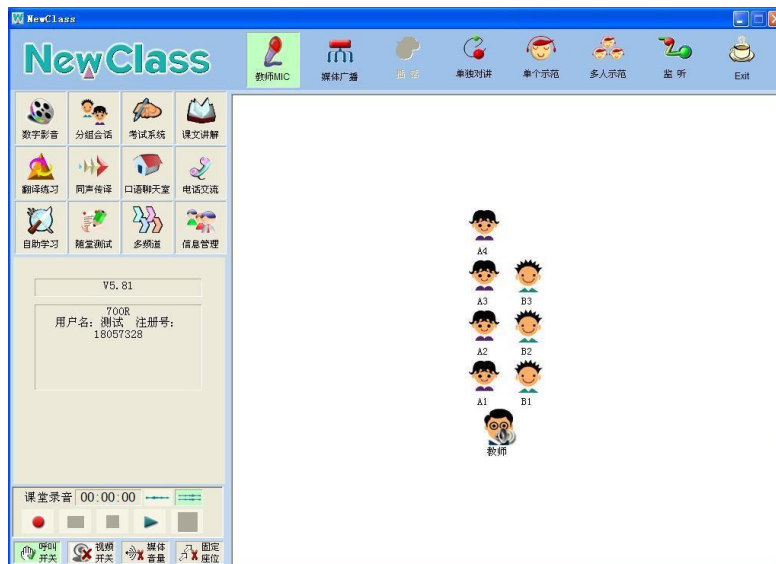 NewClass
NewClass
教师MIC
媒体广播
单独对讲
单个示范
多人示范
监听
Exit
数字影音
分组会话
考试系统
课文讲解
翻译练习
同声传译
口语聊天室
电话交流
自助学习
随堂测试
多频道
信息管理
V5.81
700R
用户名: 测试 注册号:
18057328
A4
A3 B3
A2 B2
A1 B1
教师
课堂录音 00:00:00
呼叫
开关
视频
开关
媒体
音量
固定
座位